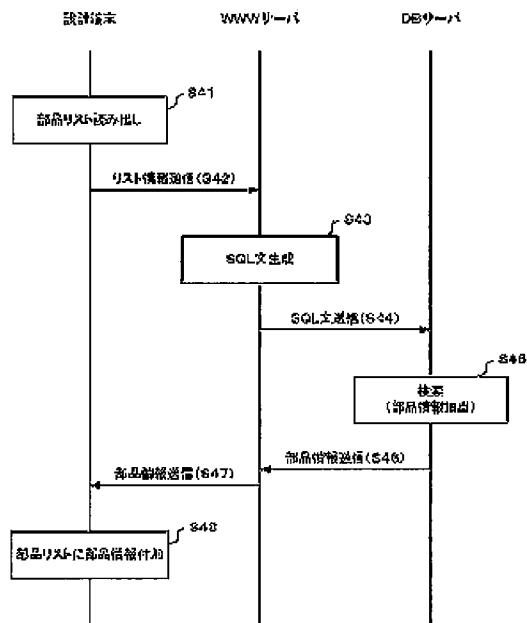 設計端末 WWWサーバ DBサーバ
S41
部品リスト読み出し
リスト情報送信(S42)
S43
SQL文生成
SQL文送信(S44)
S45
検索
(部品情報抽出)
部品情報送信(S46)
部品情報送信(S47)
S48
部品リストに部品情報付加